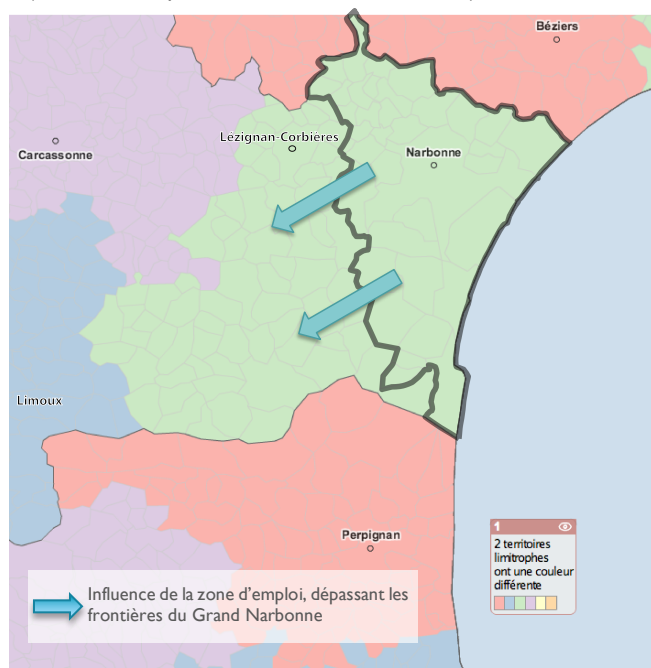 Béziers
Lézignan-Corbières
Carcassonne
Narbonne
Limoux
Perpignan
1
2 territoires
limitrophes
ont une couleur
différente
Influence de la zone d'emploi, dépassant les
frontières du Grand Narbonne